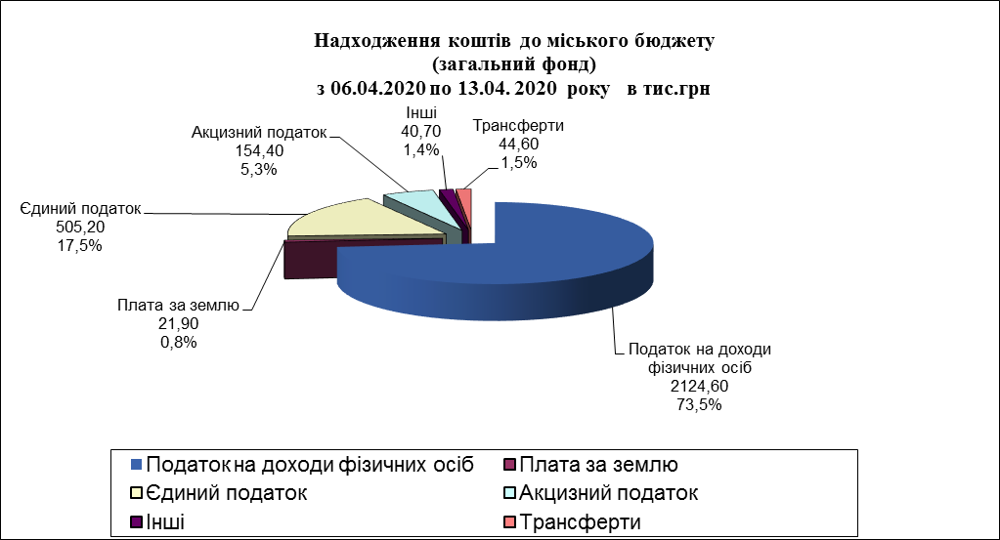 Надходження коштів до міського бюджету
(загальний фонд)
з 06.04.2020 по 13.04. 2020 року в тис.грн
Інші
40,70
1,4%
Трансферти
44,60
1,5%
Акцизний податок
154,40
5,3%
Єдиний податок
505,20
17,5%
Плата за землю
21,90
0,8%
Податок на доходи
фізичних осіб
2124,60
73,5%
Податок на доходи фізичних осіб
Плата за землю
Єдиний податок
Акцизний податок
Інші
Трансферти